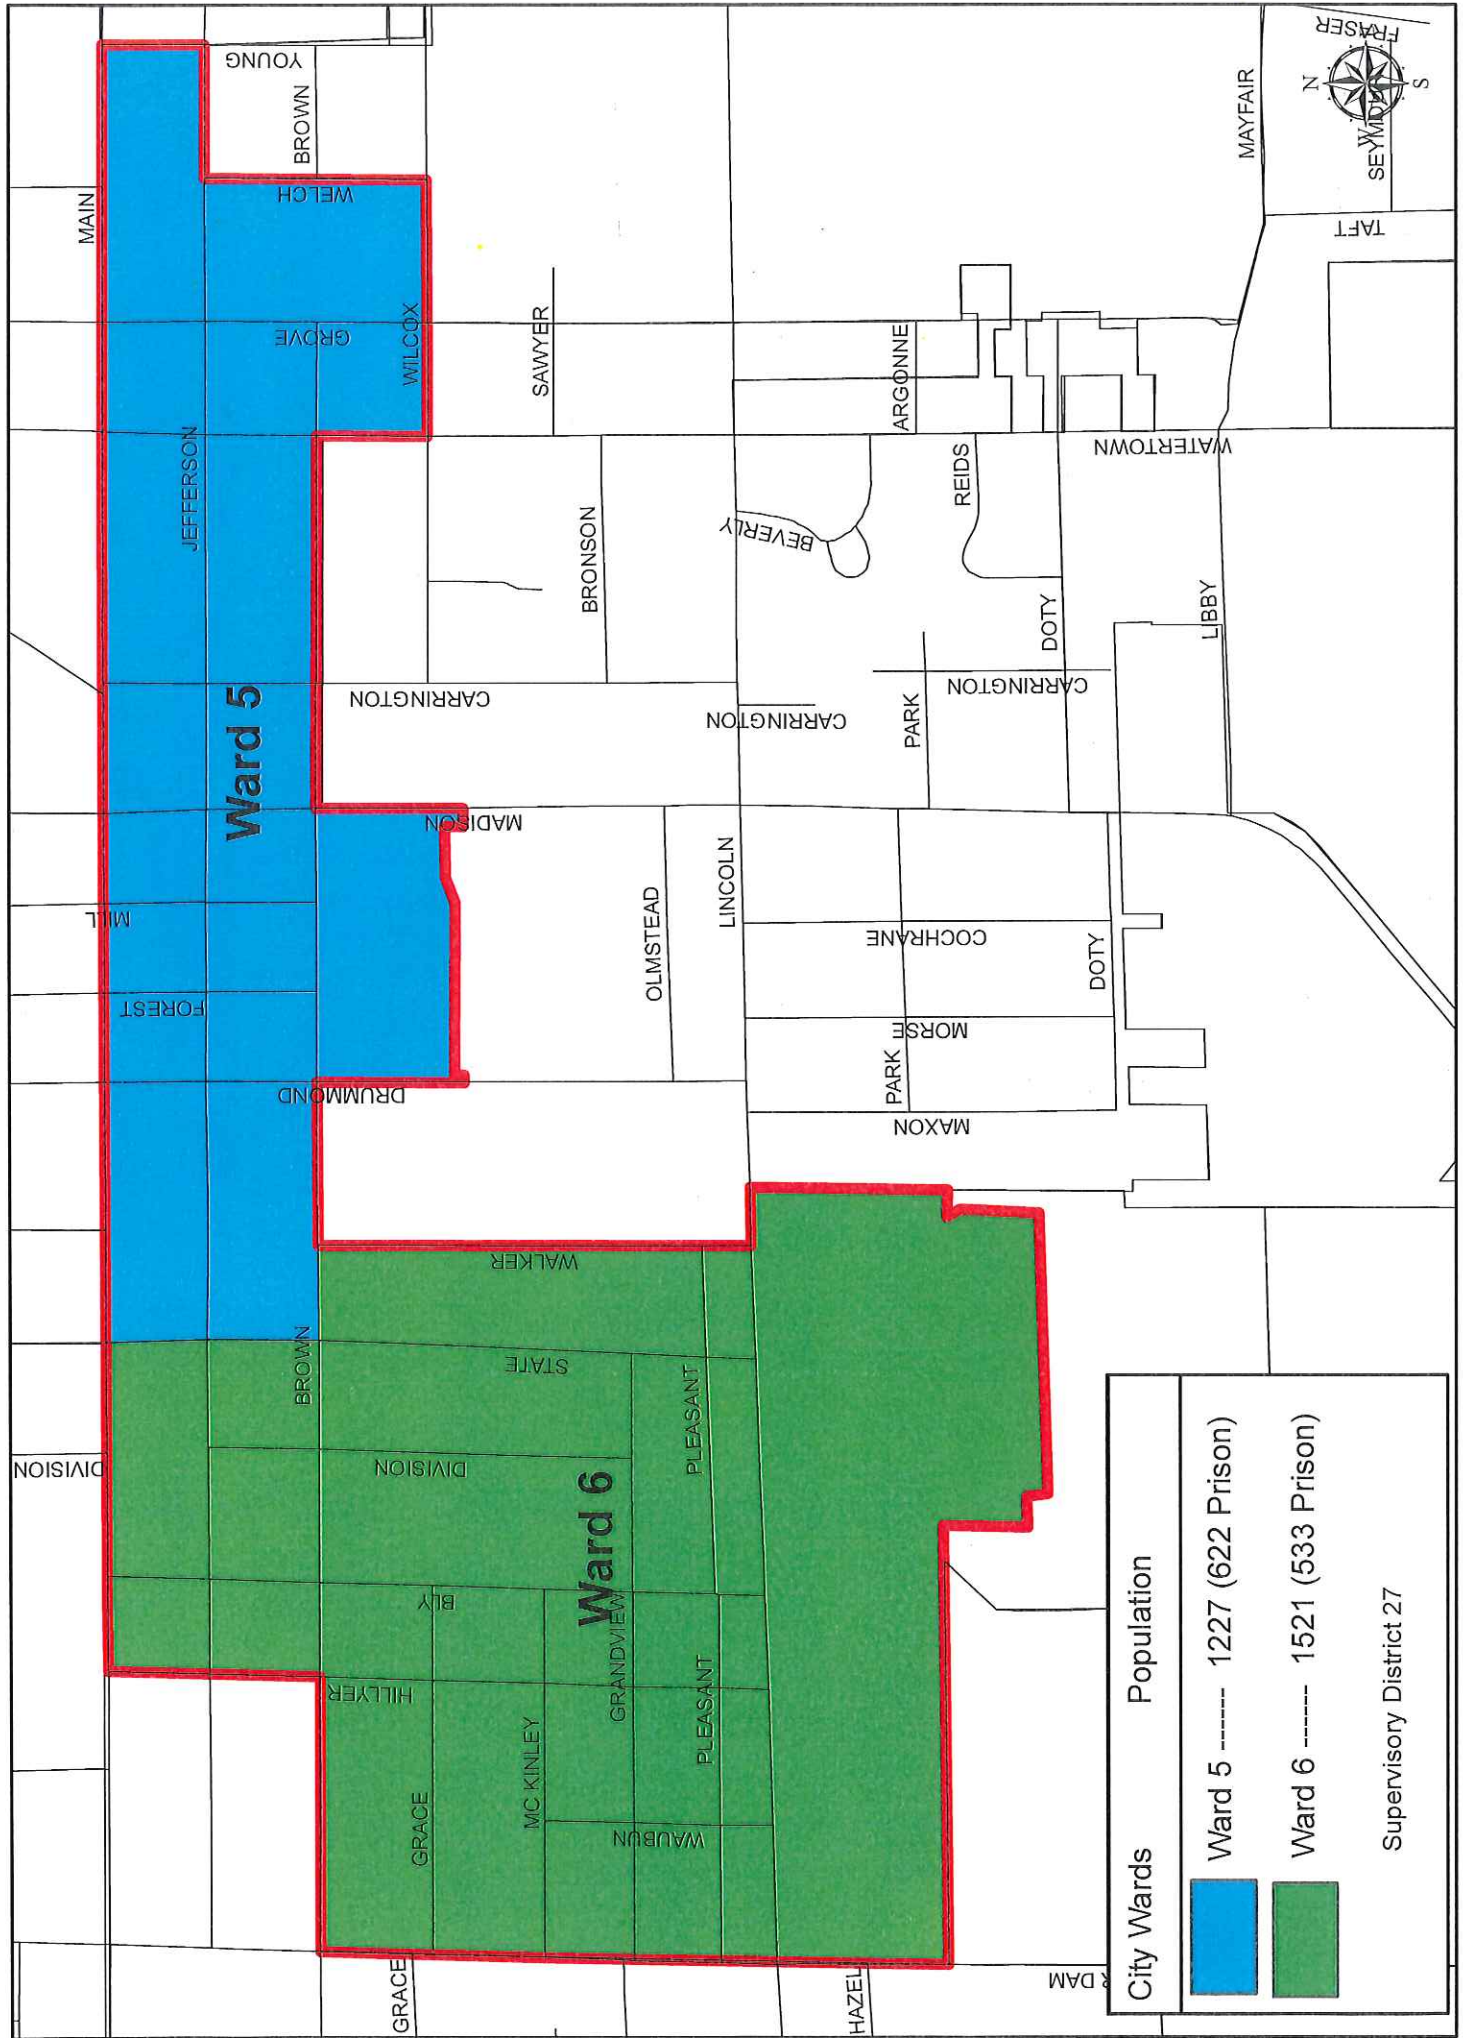 DIVISION
MAIN
MILL
FOREST
JEFFERSON
Ward 5
YOUNG
BROWN
BROWN
WELCH
GROVE
DRUMMOND
HILLYER
GRACE
GRACE
WILCOX
DIVISION
CARRINGTON
BLY
MADISON
MC KINLEY
WALKER
STATE
SAWYER
BRONSON
Ward 6
GRANDVIEW
OLMSTEAD
WAUBUN
PLEASANT
PLEASANT
LINCOLN
BEVERLY
CARRINGTON
HAZEL
ARGONNE
PARK
PARK
COCHRANE
MORSE
MAXON
REIDS
CARRINGTON
DOTY
DOTY
DAM
WATERTOWN
LIBBY
MAYFAIR
FRASER
TAFT
N
W
S
City Wards Population
Ward 5 ------- 1227 (622 Prison)
Ward 6 ------- 1521 (533 Prison)
Supervisory District 27